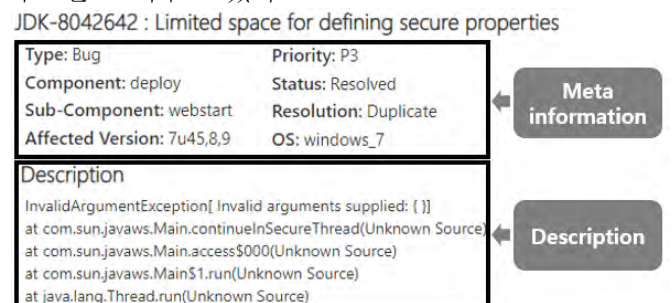 JDK-8042642 : Limited space for defining secure properties
Type: Bug Priority: P3
Component: deploy Status: Resolved
Sub-Component: webstart Resolution: Duplicate
Affected Version: 7u45,8,9 OS: windows_7
Meta
information
Description
InvalidArgumentException[ Invalid arguments supplied: { }]
at com.sun.javaws.Main.continueInSecureThread(Unknown Source)
at com.sun.javaws.Main.access$000(Unknown Source)
at com.sun.javaws.Main$1.run(Unknown Source)
at java.lang.Thread.run(Unknown Source)
Description